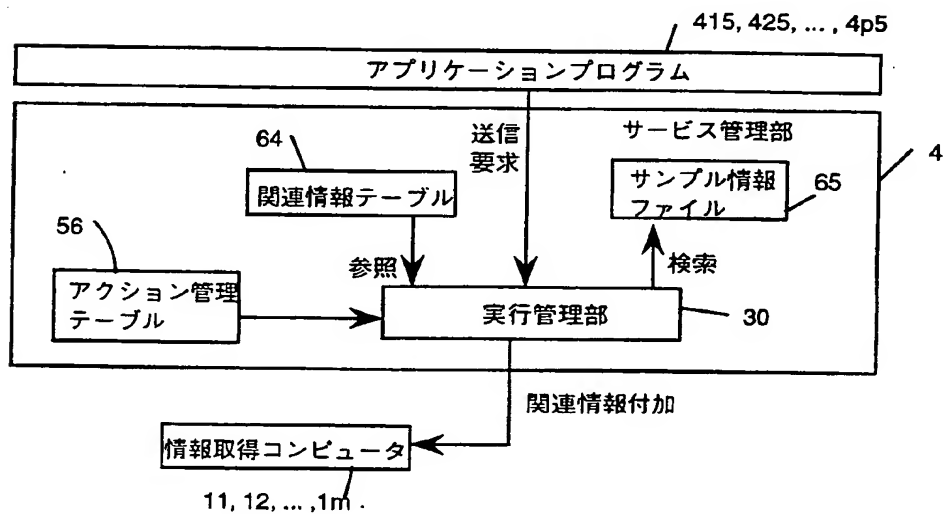 415, 425, ... , 4p5
アプリケーションプログラム
送信
要求
サービス管理部
4
64
関連情報テーブル
サンプル情報
ファイル
65
56
参照
検索
アクション管理
テーブル
実行管理部
30
関連情報付加
情報取得コンピュータ
11, 12, ... ,1m .